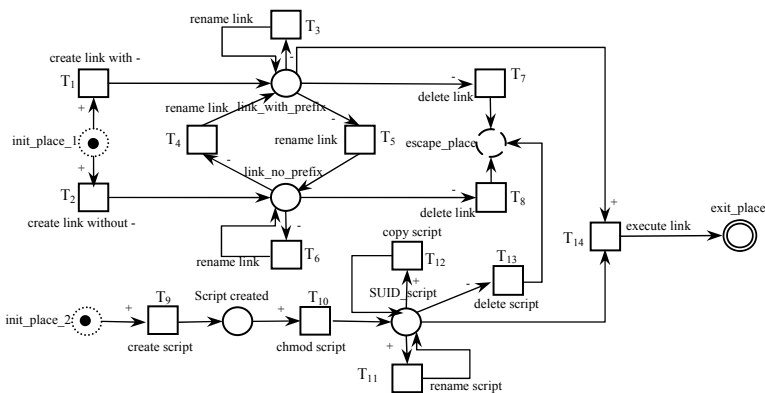 rename link
T3
create link with -
T1
T7
delete link
rename link
link_with_prefix
+
-
-
-
+
init_place_1
T4
rename link
T5
escape_place
-
-
+
link_no_prefix
T2
create link without -
-
delete link
T8
+
exit_place
T14
execute link
-
rename link
T6
copy script
T12
+
SUID_script
-
T13
delete script
init_place_2
+
T9
create script
Script created
+
T10
chmod script
+
T11
rename script